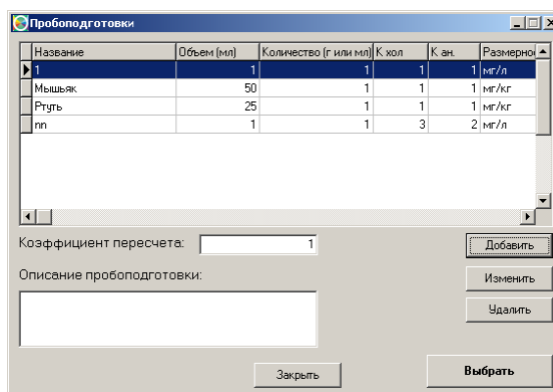 Пробоподготовки
Название Объем (мл) Количество (г или мл) К хол К ан. Размерно
1 1 1 1 1 мг/л
Мышьяк 50 1 1 1 мг/кг
Ртуть 25 1 1 1 мг/кг
nn 1 1 3 2 мг/л
Коэффициент пересчета: 1
Добавить
Описание пробоподготовки:
Изменить
Удалить
Закрыть
Выбрать